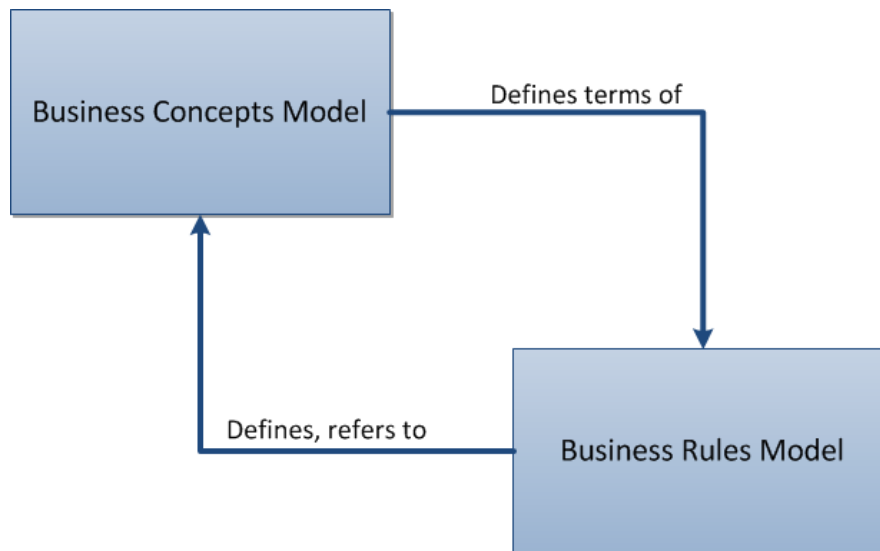 Business Concepts Model
Defines terms of
Defines, refers to
Business Rules Model